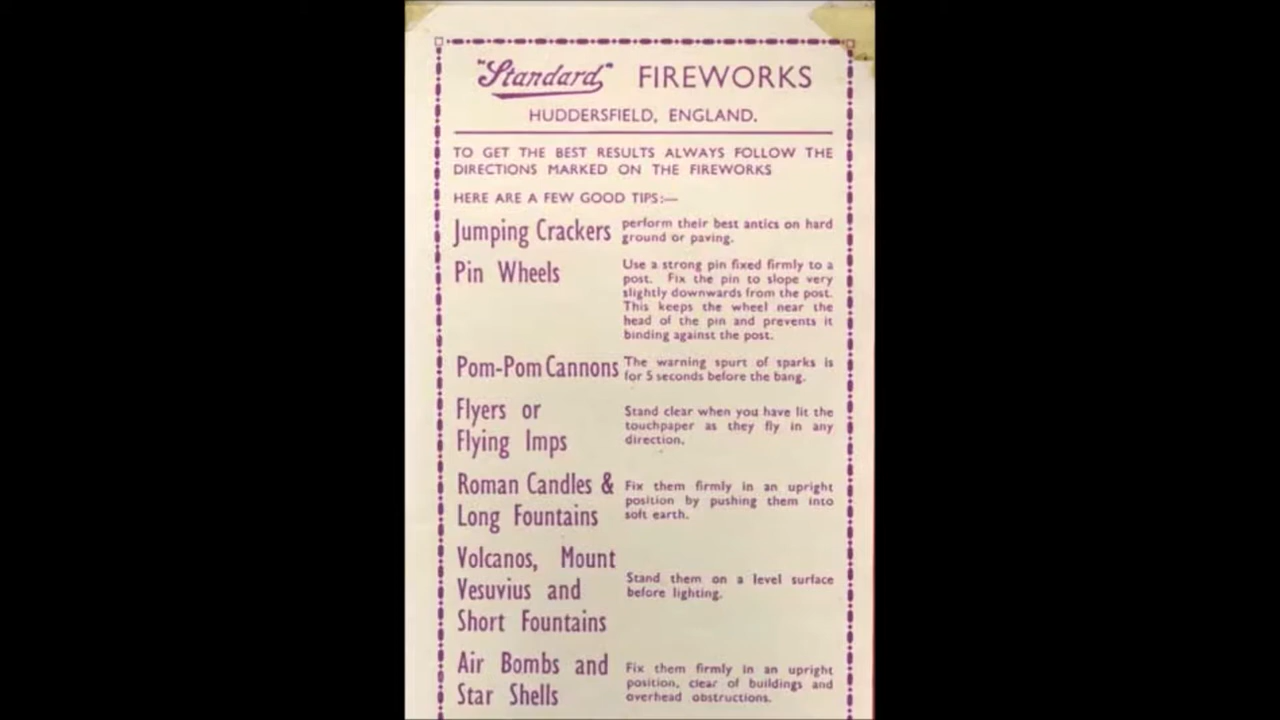 "Standard" FIREWORKS
HUDDERSFIELD, ENGLAND.
TO GET THE BEST RESULTS ALWAYS FOLLOW THE
DIRECTIONS MARKED ON THE FIREWORKS
HERE ARE A FEW GOOD TIPS:—
Jumping Crackers
perform their best antics on hard
ground or paving.
Pin Wheels
Use a strong pin fixed firmly to a
post. Fix the pin to slope very
slightly downwards from the post.
This keeps the wheel near the
head of the pin and prevents it
binding against the post.
Pom-Pom Cannons
The warning spurt of sparks is
for 5 seconds before the bang.
Flyers or
Flying Imps
Stand clear when you have lit the
touchpaper as they fly in any
direction.
Roman Candles &
Long Fountains
Fix them firmly in an upright
position by pushing them into
soft earth.
Volcanos, Mount
Vesuvius and
Short Fountains
Stand them on a level surface
before lighting.
Air Bombs and
Star Shells
Fix them firmly in an upright
position, clear of buildings and
overhead obstructions.